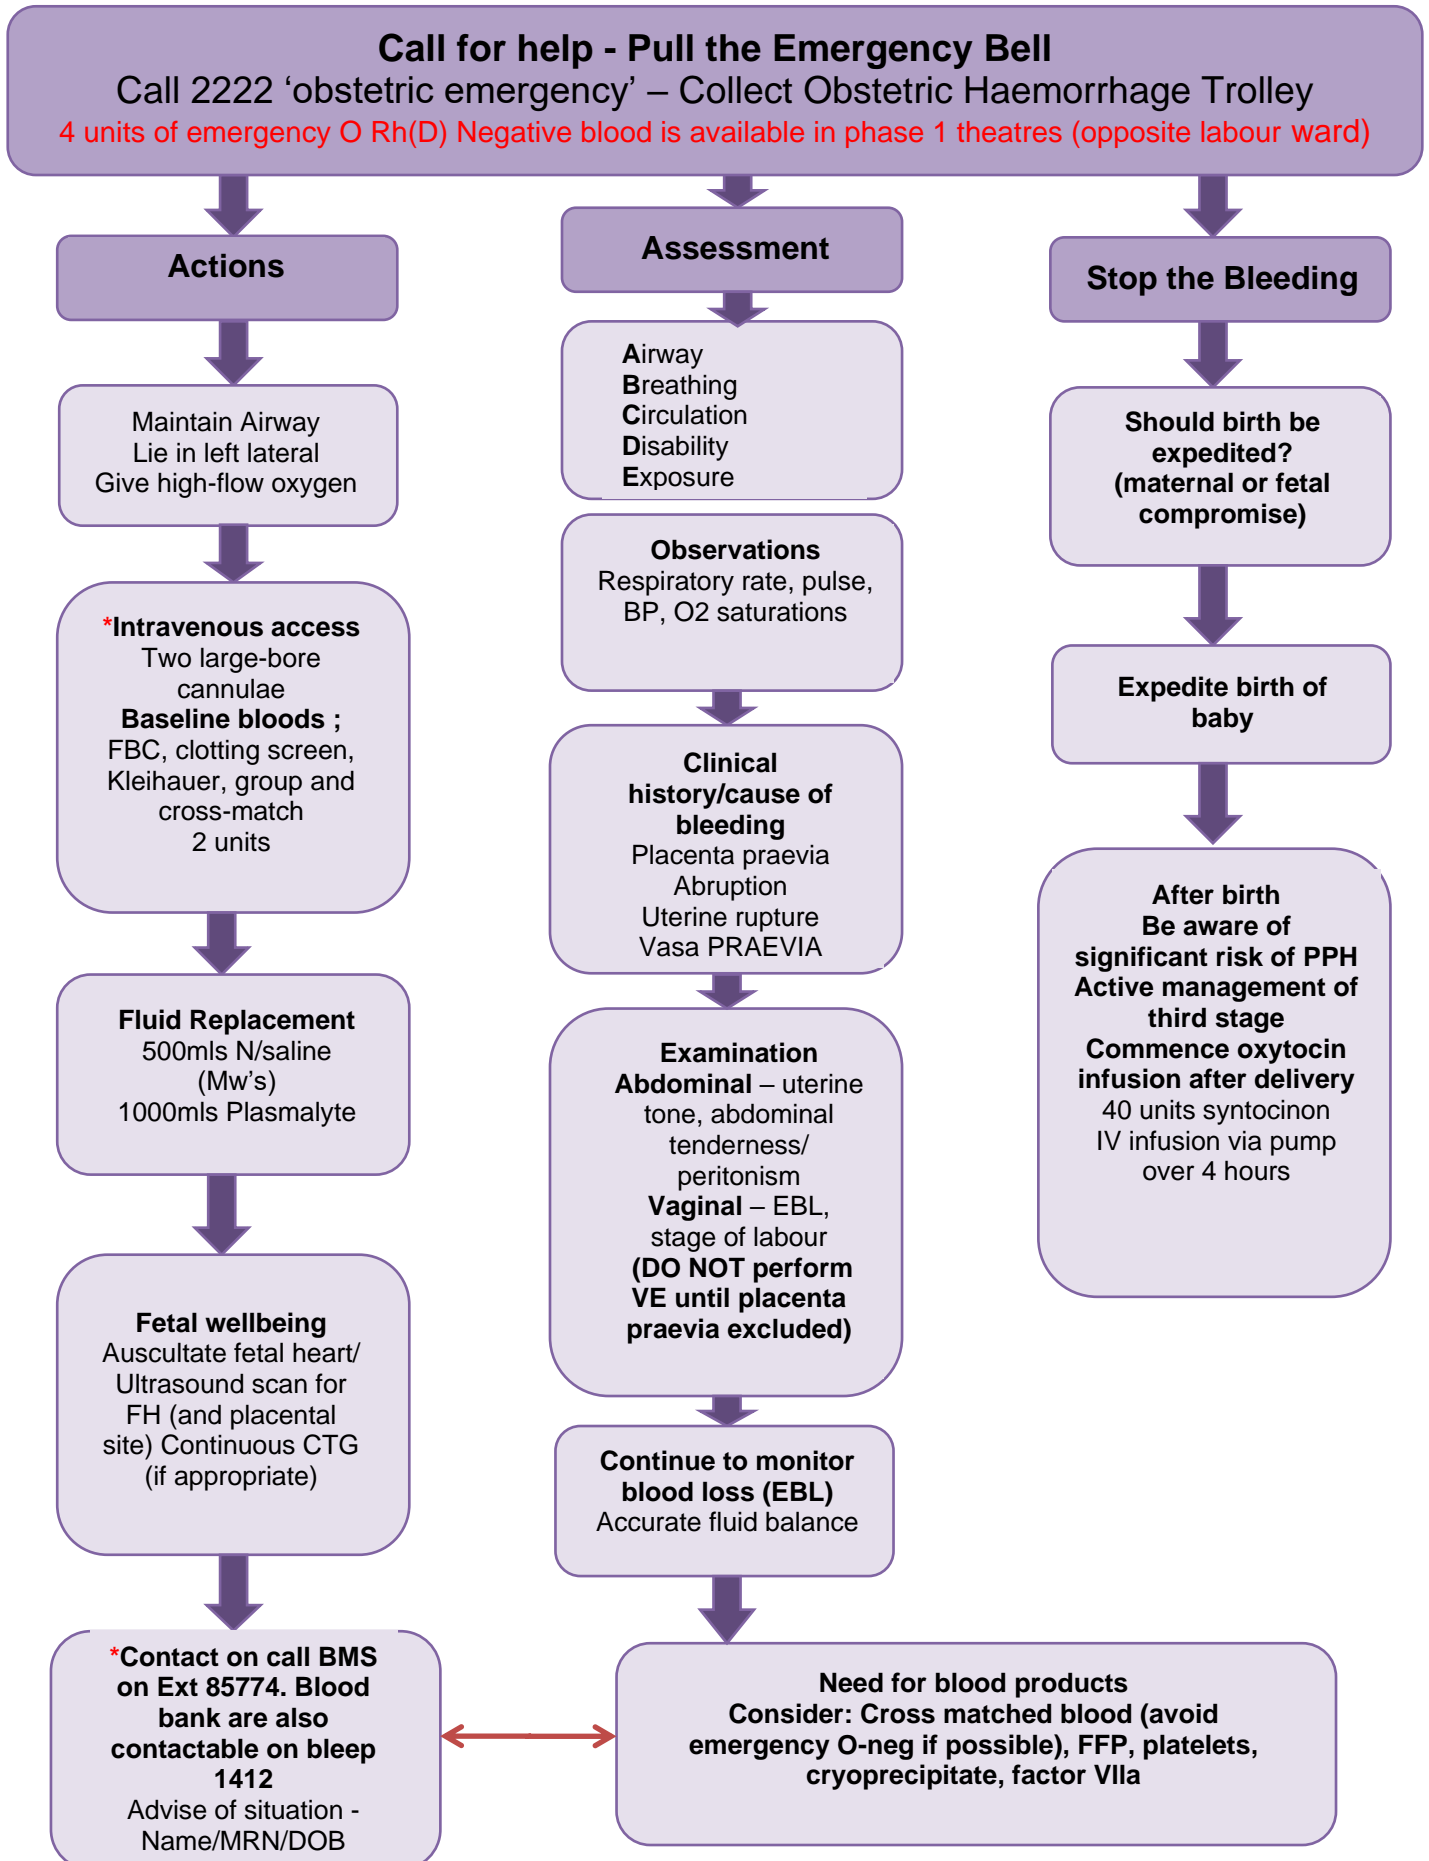 Call for help - Pull the Emergency Bell
Call 2222 ‘obstetric emergency’ – Collect Obstetric Haemorrhage Trolley
4 units of emergency O Rh(D) Negative blood is available in phase 1 theatres (opposite labour ward)
Actions
Maintain Airway
Lie in left lateral
Give high-flow oxygen
*Intravenous access
Two large-bore
cannulae
Baseline bloods ;
FBC, clotting screen,
Kleihauer, group and
cross-match
2 units
Fluid Replacement
500mls N/saline
(Mw’s)
1000mls Plasmalyte
Fetal wellbeing
Auscultate fetal heart/
Ultrasound scan for
FH (and placental
site) Continuous CTG
(if appropriate)
*Contact on call BMS
on Ext 85774. Blood
bank are also
contactable on bleep
1412
Advise of situation -
Name/MRN/DOB
Assessment
Airway
Breathing
Circulation
Disability
Exposure
Observations
Respiratory rate, pulse,
BP, O2 saturations
Clinical
history/cause of
bleeding
Placenta praevia
Abruption
Uterine rupture
Vasa PRAEVIA
Examination
Abdominal – uterine
tone, abdominal
tenderness/
peritonism
Vaginal – EBL,
stage of labour
(DO NOT perform
VE until placenta
praevia excluded)
Continue to monitor
blood loss (EBL)
Accurate fluid balance
Need for blood products
Consider: Cross matched blood (avoid
emergency O-neg if possible), FFP, platelets,
cryoprecipitate, factor VIIa
Stop the Bleeding
Should birth be
expedited?
(maternal or fetal
compromise)
Expedite birth of
baby
After birth
Be aware of
significant risk of PPH
Active management of
third stage
Commence oxytocin
infusion after delivery
40 units syntocinon
IV infusion via pump
over 4 hours